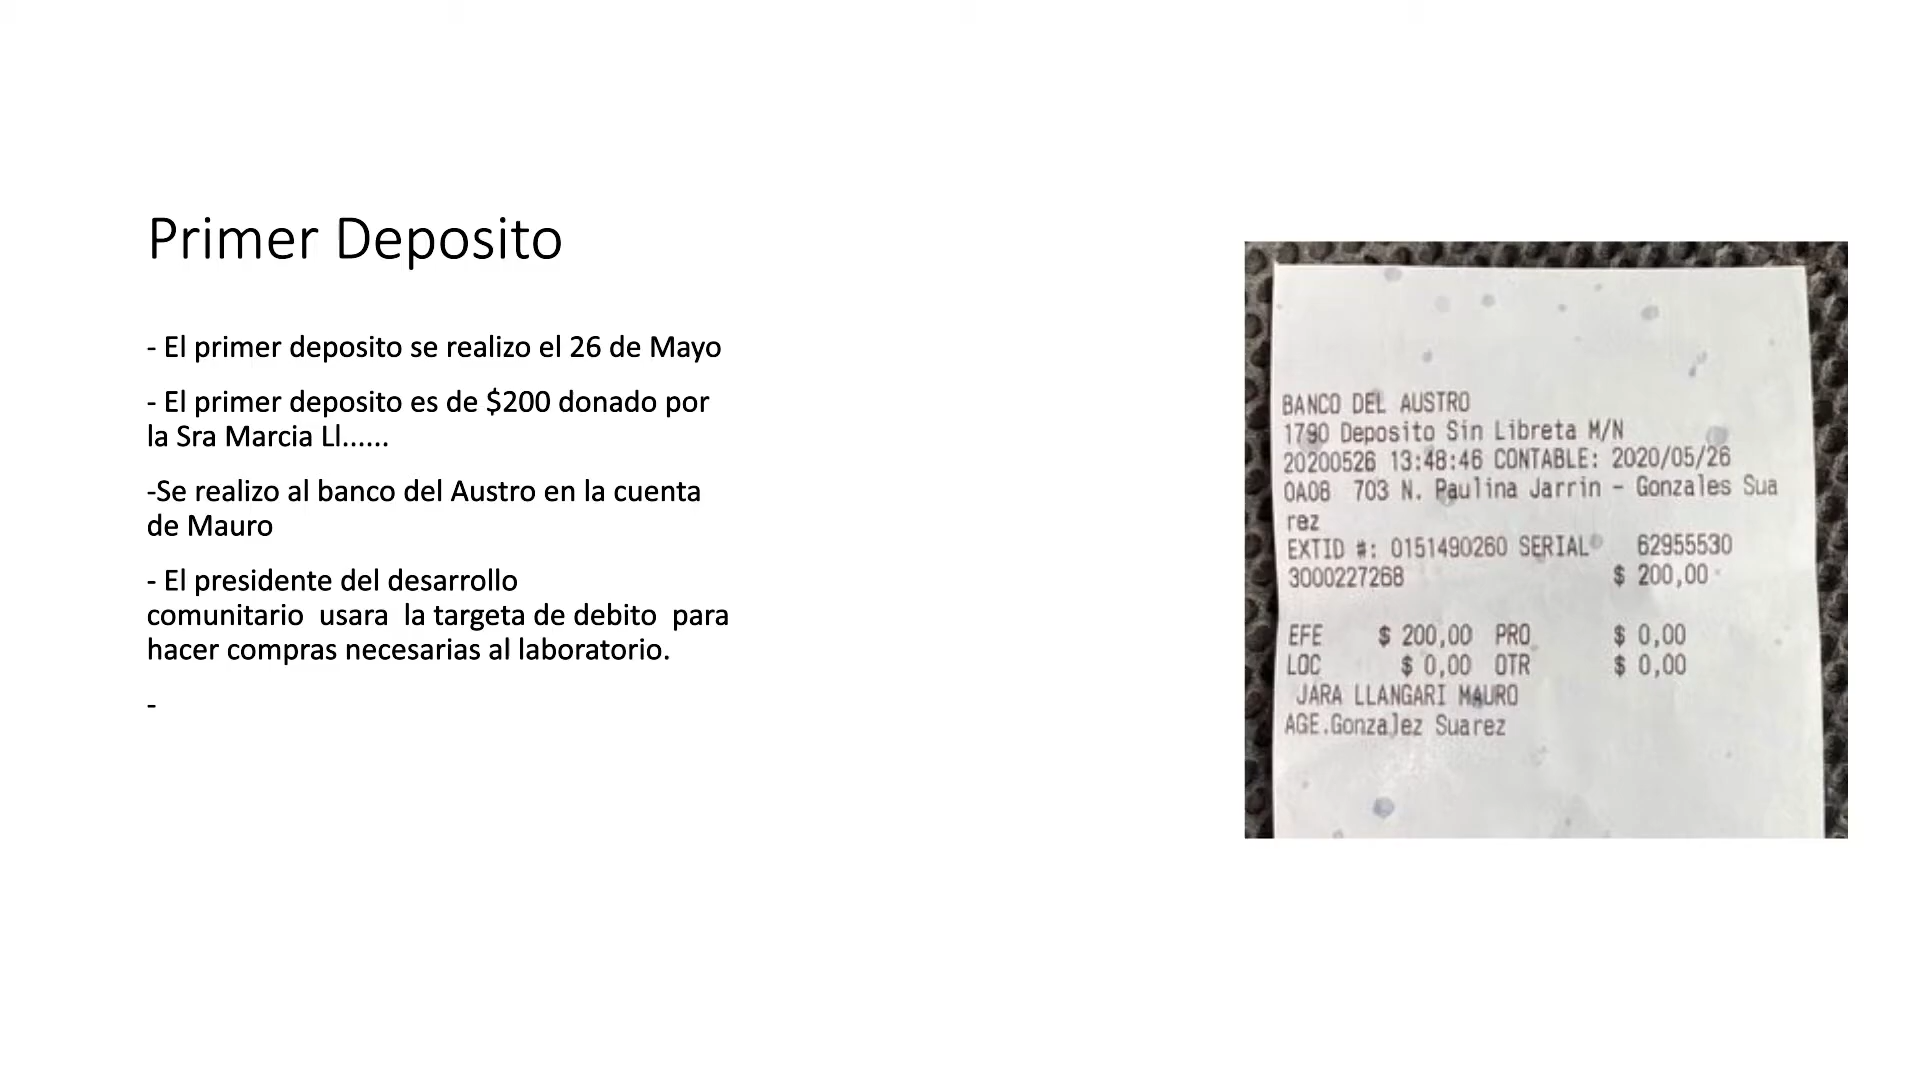 Primer Deposito
- El primer deposito se realizo el 26 de Mayo
- El primer deposito es de $200 donado por
la Sra Marcia Ll......
-Se realizo al banco del Austro en la cuenta
de Mauro
- El presidente del desarrollo
comunitario  usara  la targeta de debito  para
hacer compras necesarias al laboratorio.
-
BANCO DEL AUSTRO
1790 Deposito Sin Libreta M/N
20200526 13:48:46 CONTABLE: 2020/05/26
0A08  703 N. Paulina Jarrin - Gonzales Sua
rez
EXTID #: 0151490260 SERIAL 62955530
3000227268 $ 200,00
EFE $ 200,00 PRO $ 0,00
LOC $ 0,00 OTR $ 0,00
JARA LLANGARI MAURO
AGE.Gonzalez Suarez